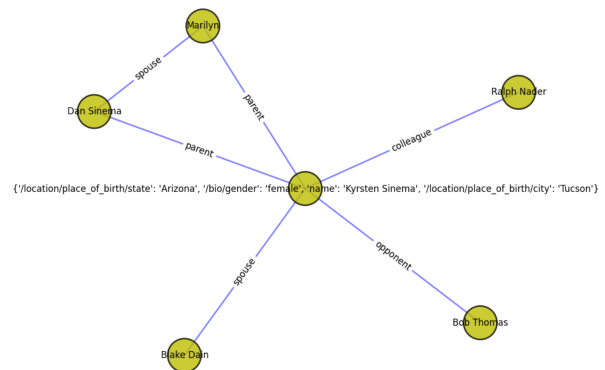 Marilyn
spouse
Ralph Nader
Dan Sinema
parent
colleague
parent
{'/location/place_of_birth/state': 'Arizona', '/bio/gender': 'female', 'name': 'Kyrsten Sinema', '/location/place_of_birth/city': 'Tucson'}
opponent
spouse
Bob Thomas
Blake Dain